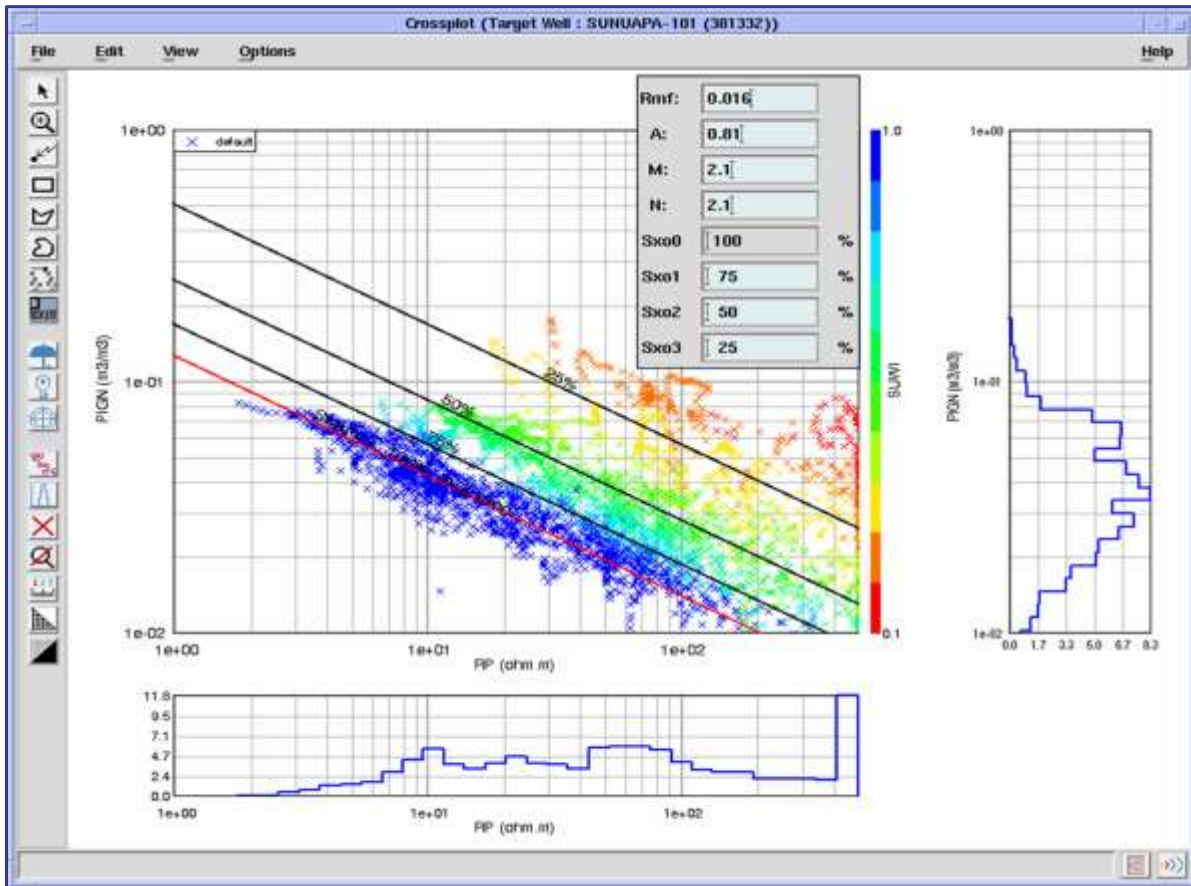 Crossplot (Target Well : SUNUAPA-101 (381332))
File Edit View Options Help
Rmf: 0.016
A: 0.81
M: 2.1
N: 2.1
Sxo0 100 %
Sxo1 75 %
Sxo2 50 %
Sxo3 25 %
1e+00
default
1.0
1e+00
PIGN (m3/m3)
1e-01
25%
50%
PIGN (m3/m3)
1e-01
1e-02
0.1
1e-02
1e+00 1e+01 1e+02
RP (ohm.m)
0.0 1.7 3.3 5.0 6.7 8.3
11.8
9.5
7.1
4.7
2.4
0.0
1e+00 1e+01 1e+02
RP (ohm.m)